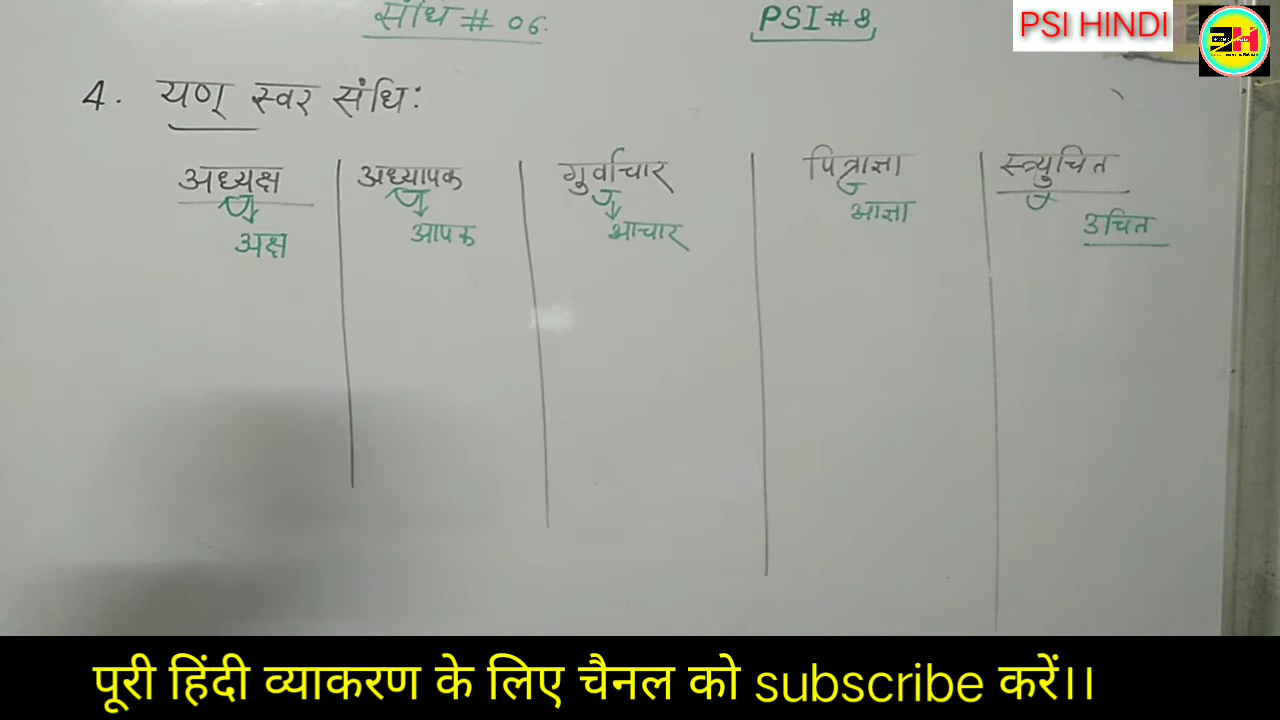 संधि # 06.
PSI # 8
PSI HINDI
4. यण् स्वर संधि:
अध्यक्ष
अध्यापक
गुर्वाचार
पित्राज्ञा
स्त्र्युचित
अक्ष
आपक
आचार
आज्ञा
उचित
पूरी हिंदी व्याकरण के लिए चैनल को subscribe करें।।